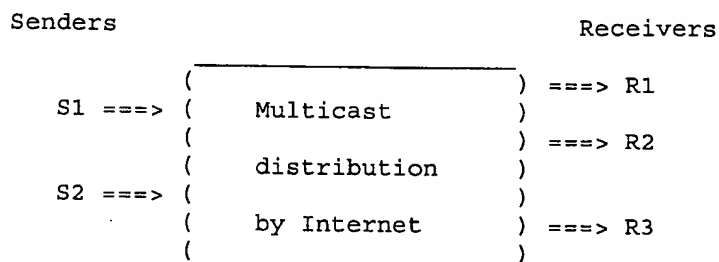 Senders Receivers
( ) ===> R1
S1 ===> ( Multicast )
( ) ===> R2
( distribution )
S2 ===> ( )
( by Internet ) ===> R3
( )